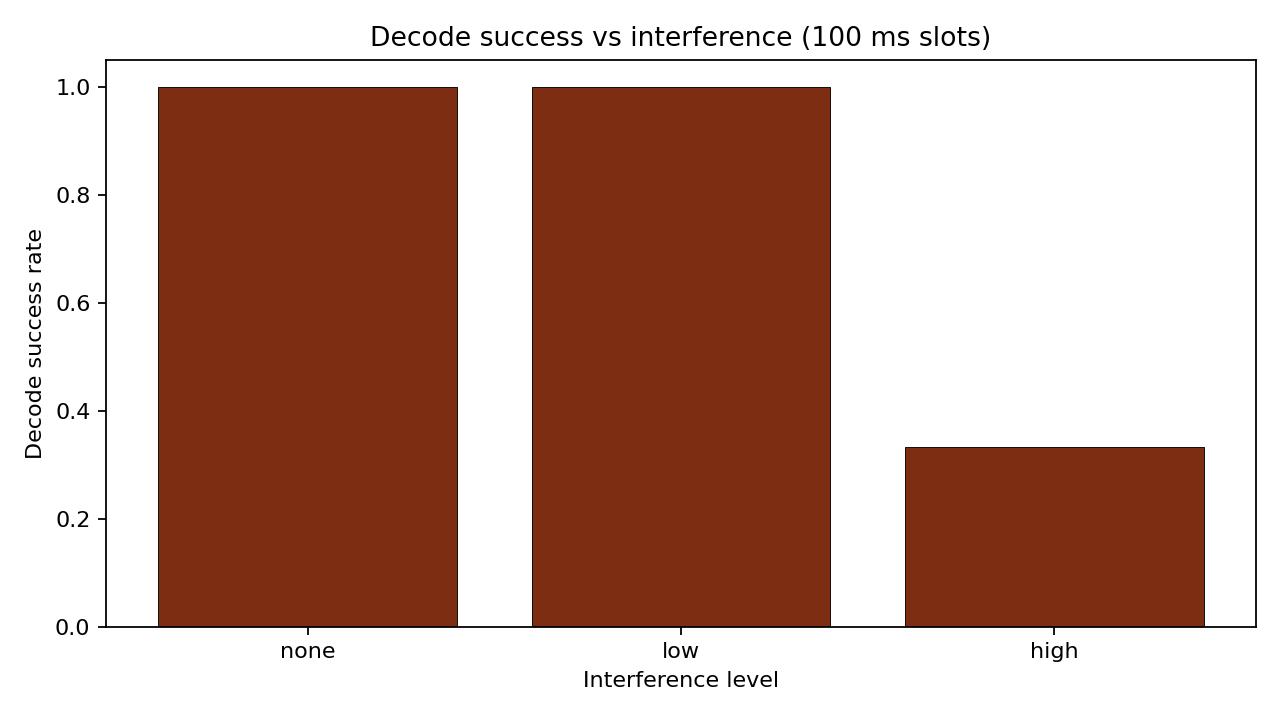 Decode success vs interference (100 ms slots)
Decode success rate
1.0
0.8
0.6
0.4
0.2
0.0
none
low
high
Interference level